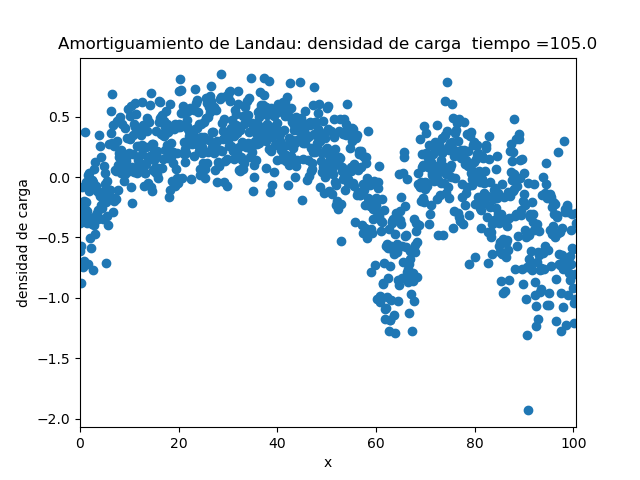 Amortiguamiento de Landau: densidad de carga  tiempo =105.0
densidad de carga
0.5
0.0
−0.5
−1.0
−1.5
−2.0
0 20 40 60 80 100
x